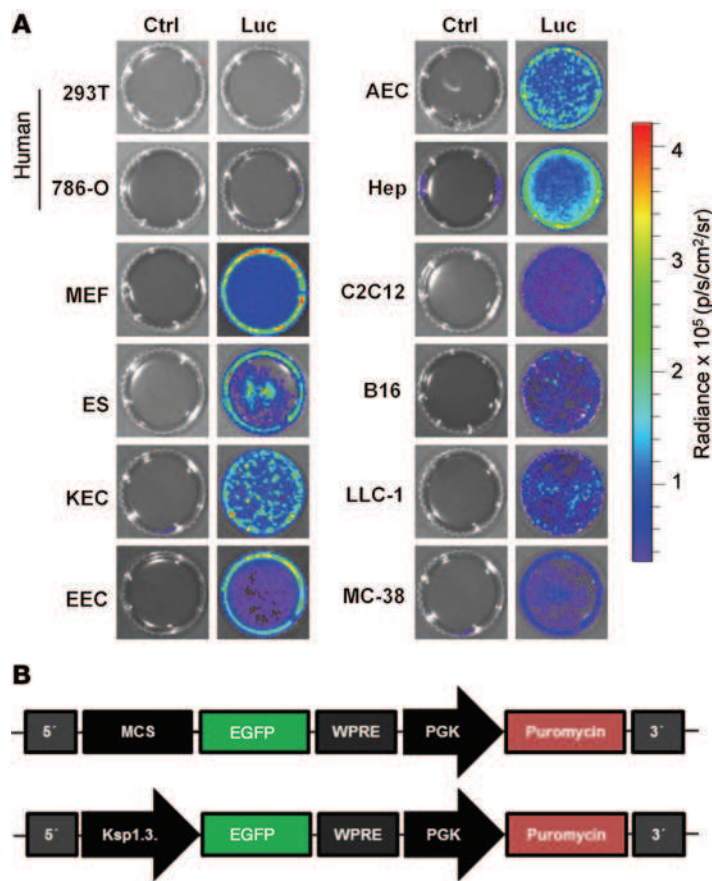 A
Ctrl Luc
Ctrl Luc
Human
293T
786-O
MEF
ES
KEC
EEC
AEC
Hep
C2C12
B16
LLC-1
MC-38
4
3
2
1
Radiance x 10⁵ (p/s/cm²/sr)
B
5´ MCS EGFP WPRE PGK Puromycin 3´
5´ Ksp1.3. EGFP WPRE PGK Puromycin 3´